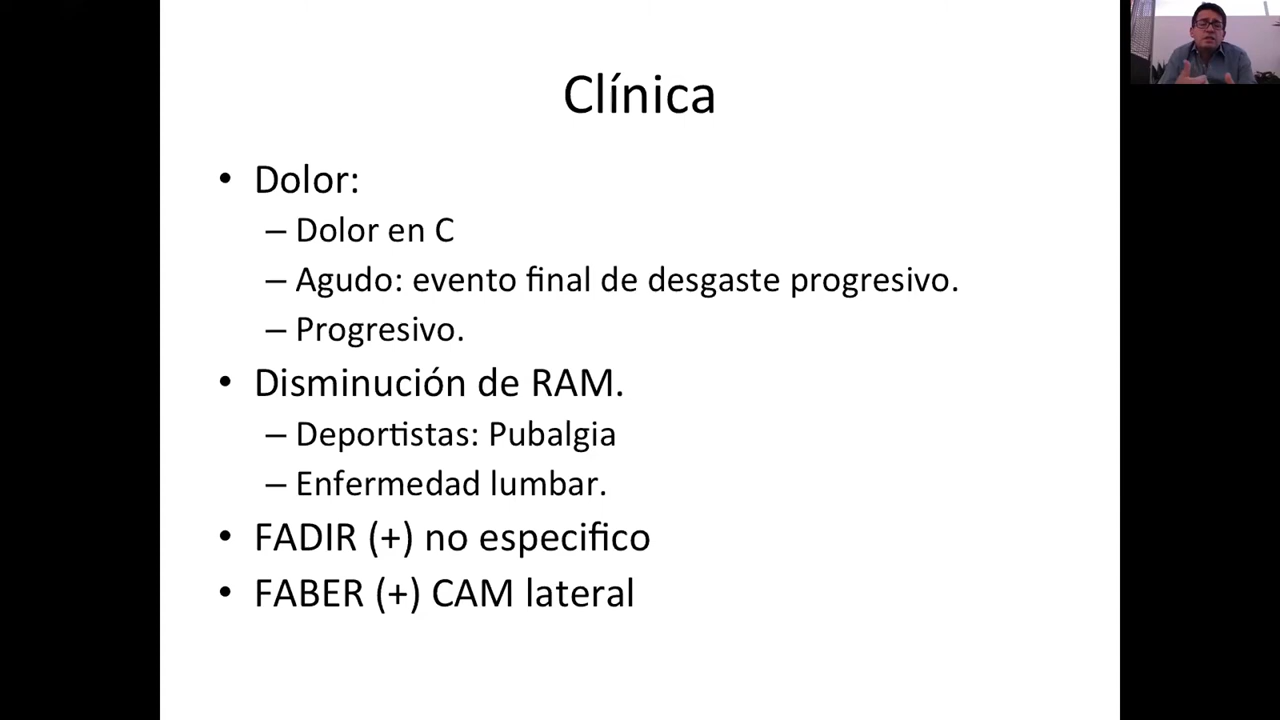 Clínica
• Dolor:
– Dolor en C
– Agudo: evento final de desgaste progresivo.
– Progresivo.
• Disminución de RAM.
– Deportistas: Pubalgia
– Enfermedad lumbar.
• FADIR (+) no especifico
• FABER (+) CAM lateral